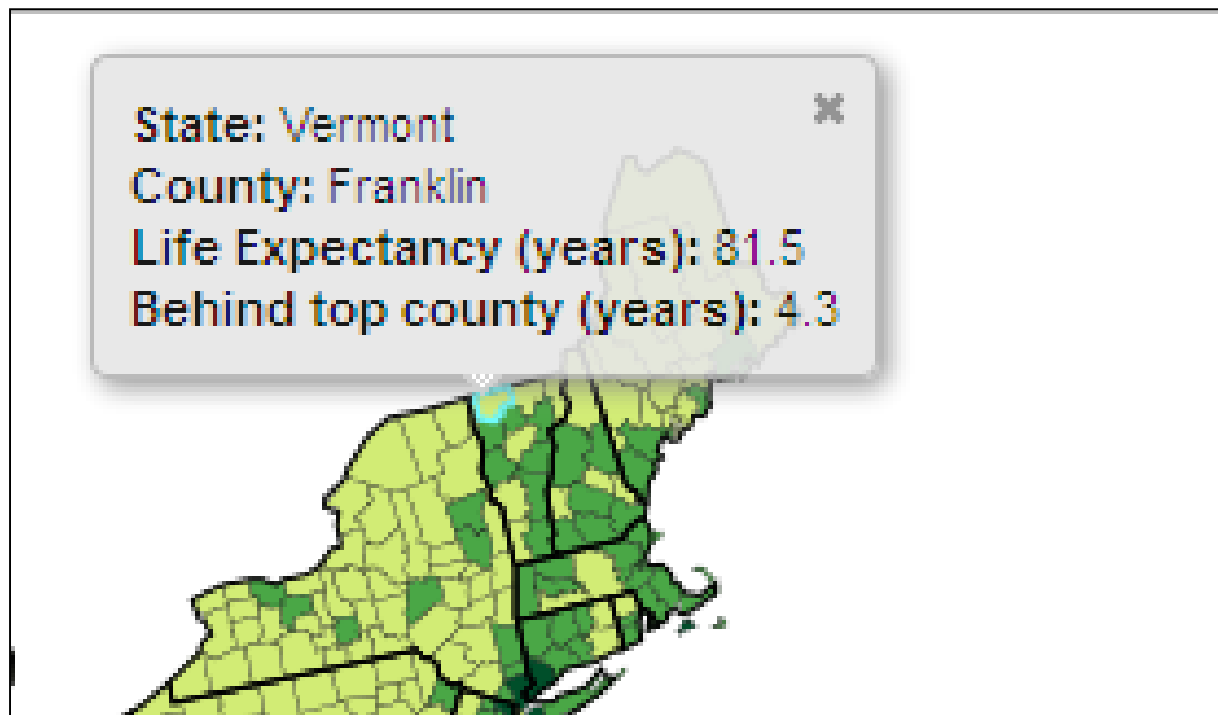 State: Vermont
County: Franklin
Life Expectancy (years): 81.5
Behind top county (years): 4.3